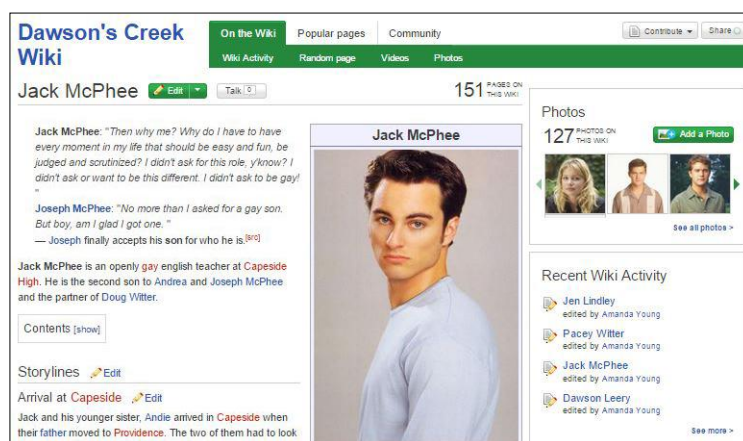 Dawson's Creek
Wiki
On the Wiki
Popular pages
Community
Contribute
Share
Wiki Activity
Random page
Videos
Photos
Jack McPhee
Edit
Talk 0
151 PAGES ON
THIS WIKI
Jack McPhee: "Then why me? Why do I have to have
every moment in my life that should be easy and fun, be
judged and scrutinized? I didn't ask for this role, y'know? I
didn't ask or want to be this different. I didn't ask to be gay!
"
Joseph McPhee: "No more than I asked for a gay son.
But boy, am I glad I got one. "
— Joseph finally accepts his son for who he is.[src]
Jack McPhee is an openly gay english teacher at Capeside
High. He is the second son to Andrea and Joseph McPhee
and the partner of Doug Witter.
Contents [show]
Storylines Edit
Arrival at Capeside Edit
Jack and his younger sister, Andie arrived in Capeside when
their father moved to Providence. The two of them had to look
Jack McPhee
Photos
127 PHOTOS ON
THIS WIKI
Add a Photo
See all photos >
Recent Wiki Activity
Jen Lindley
edited by Amanda Young
Pacey Witter
edited by Amanda Young
Jack McPhee
edited by Amanda Young
Dawson Leery
edited by Amanda Young
See more >